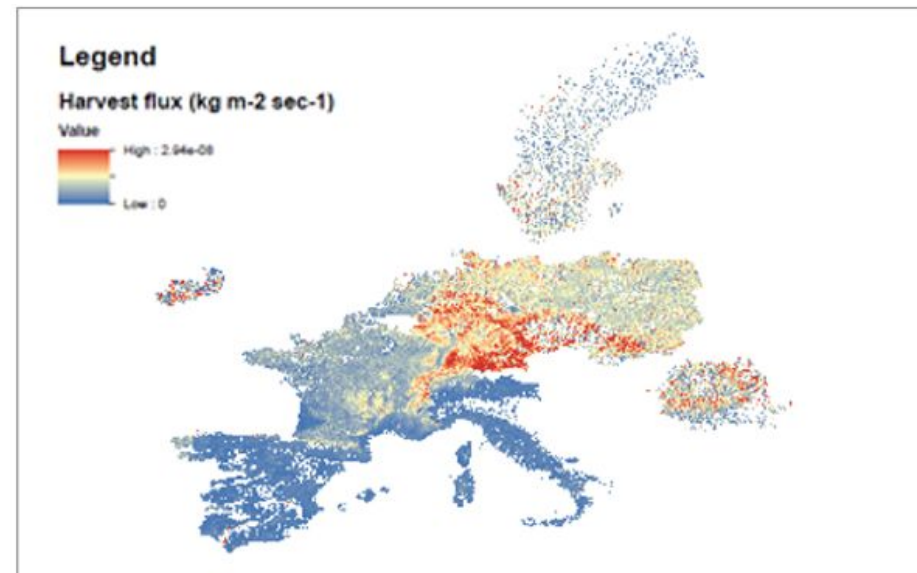 Legend
Harvest flux (kg m-2 sec-1)
Value
High : 2.94e-08
Low : 0